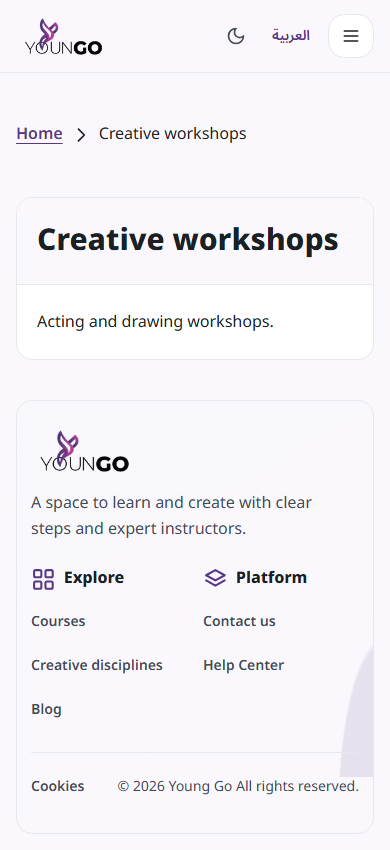 YOUNGO
العربية
Home > Creative workshops
Creative workshops
Acting and drawing workshops.
YOUNGO
A space to learn and create with clear
steps and expert instructors.
Explore
Platform
Courses
Contact us
Creative disciplines
Help Center
Blog
Cookies
© 2026 Young Go All rights reserved.